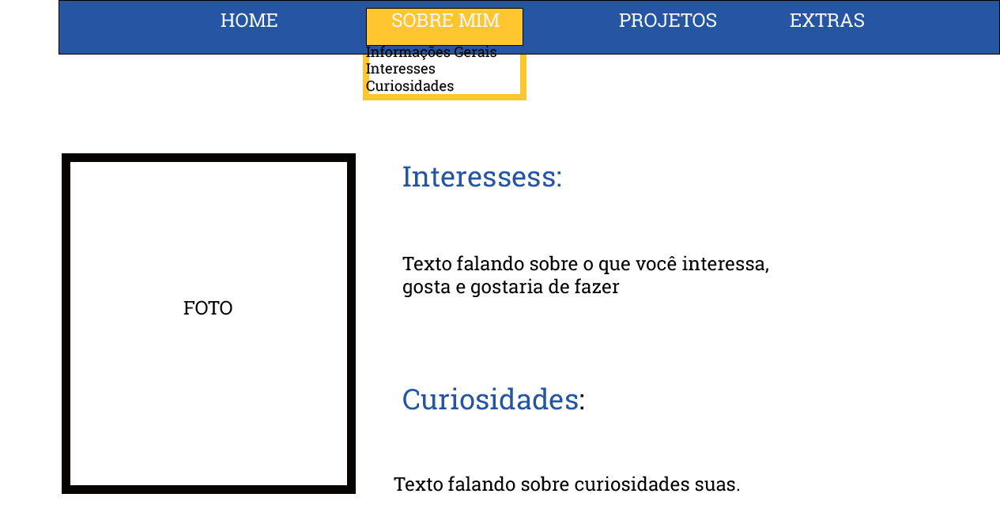 HOME SOBRE MIM PROJETOS EXTRAS
Informações Gerais
Interesses
Curiosidades
Interessess:
Texto falando sobre o que você interessa,
gosta e gostaria de fazer
FOTO
Curiosidades:
Texto falando sobre curiosidades suas.